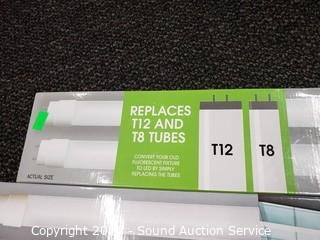 REPLACES
T12 AND
T8 TUBES
CONVERT YOUR OLD
FLUORESCENT FIXTURE
TO LED BY SIMPLY
REPLACING THE TUBES
T12
T8
ACTUAL SIZE
Sound Auction Service